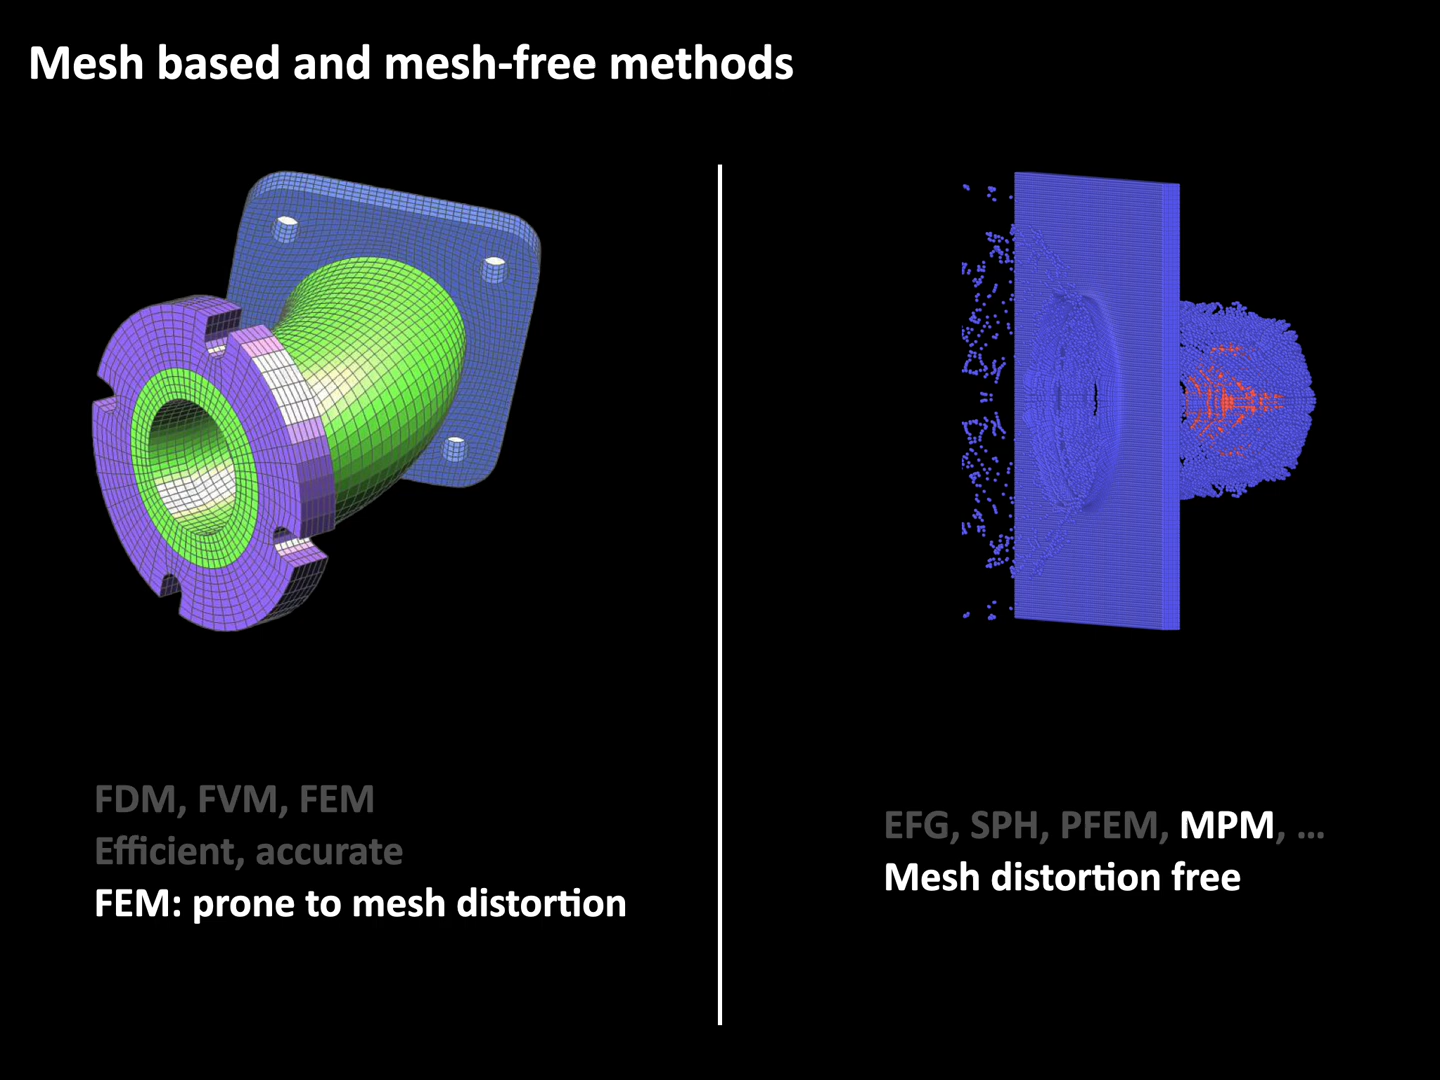 Mesh based and mesh-free methods
FDM, FVM, FEM
Efficient, accurate
FEM: prone to mesh distortion
EFG, SPH, PFEM, MPM, ...
Mesh distortion free